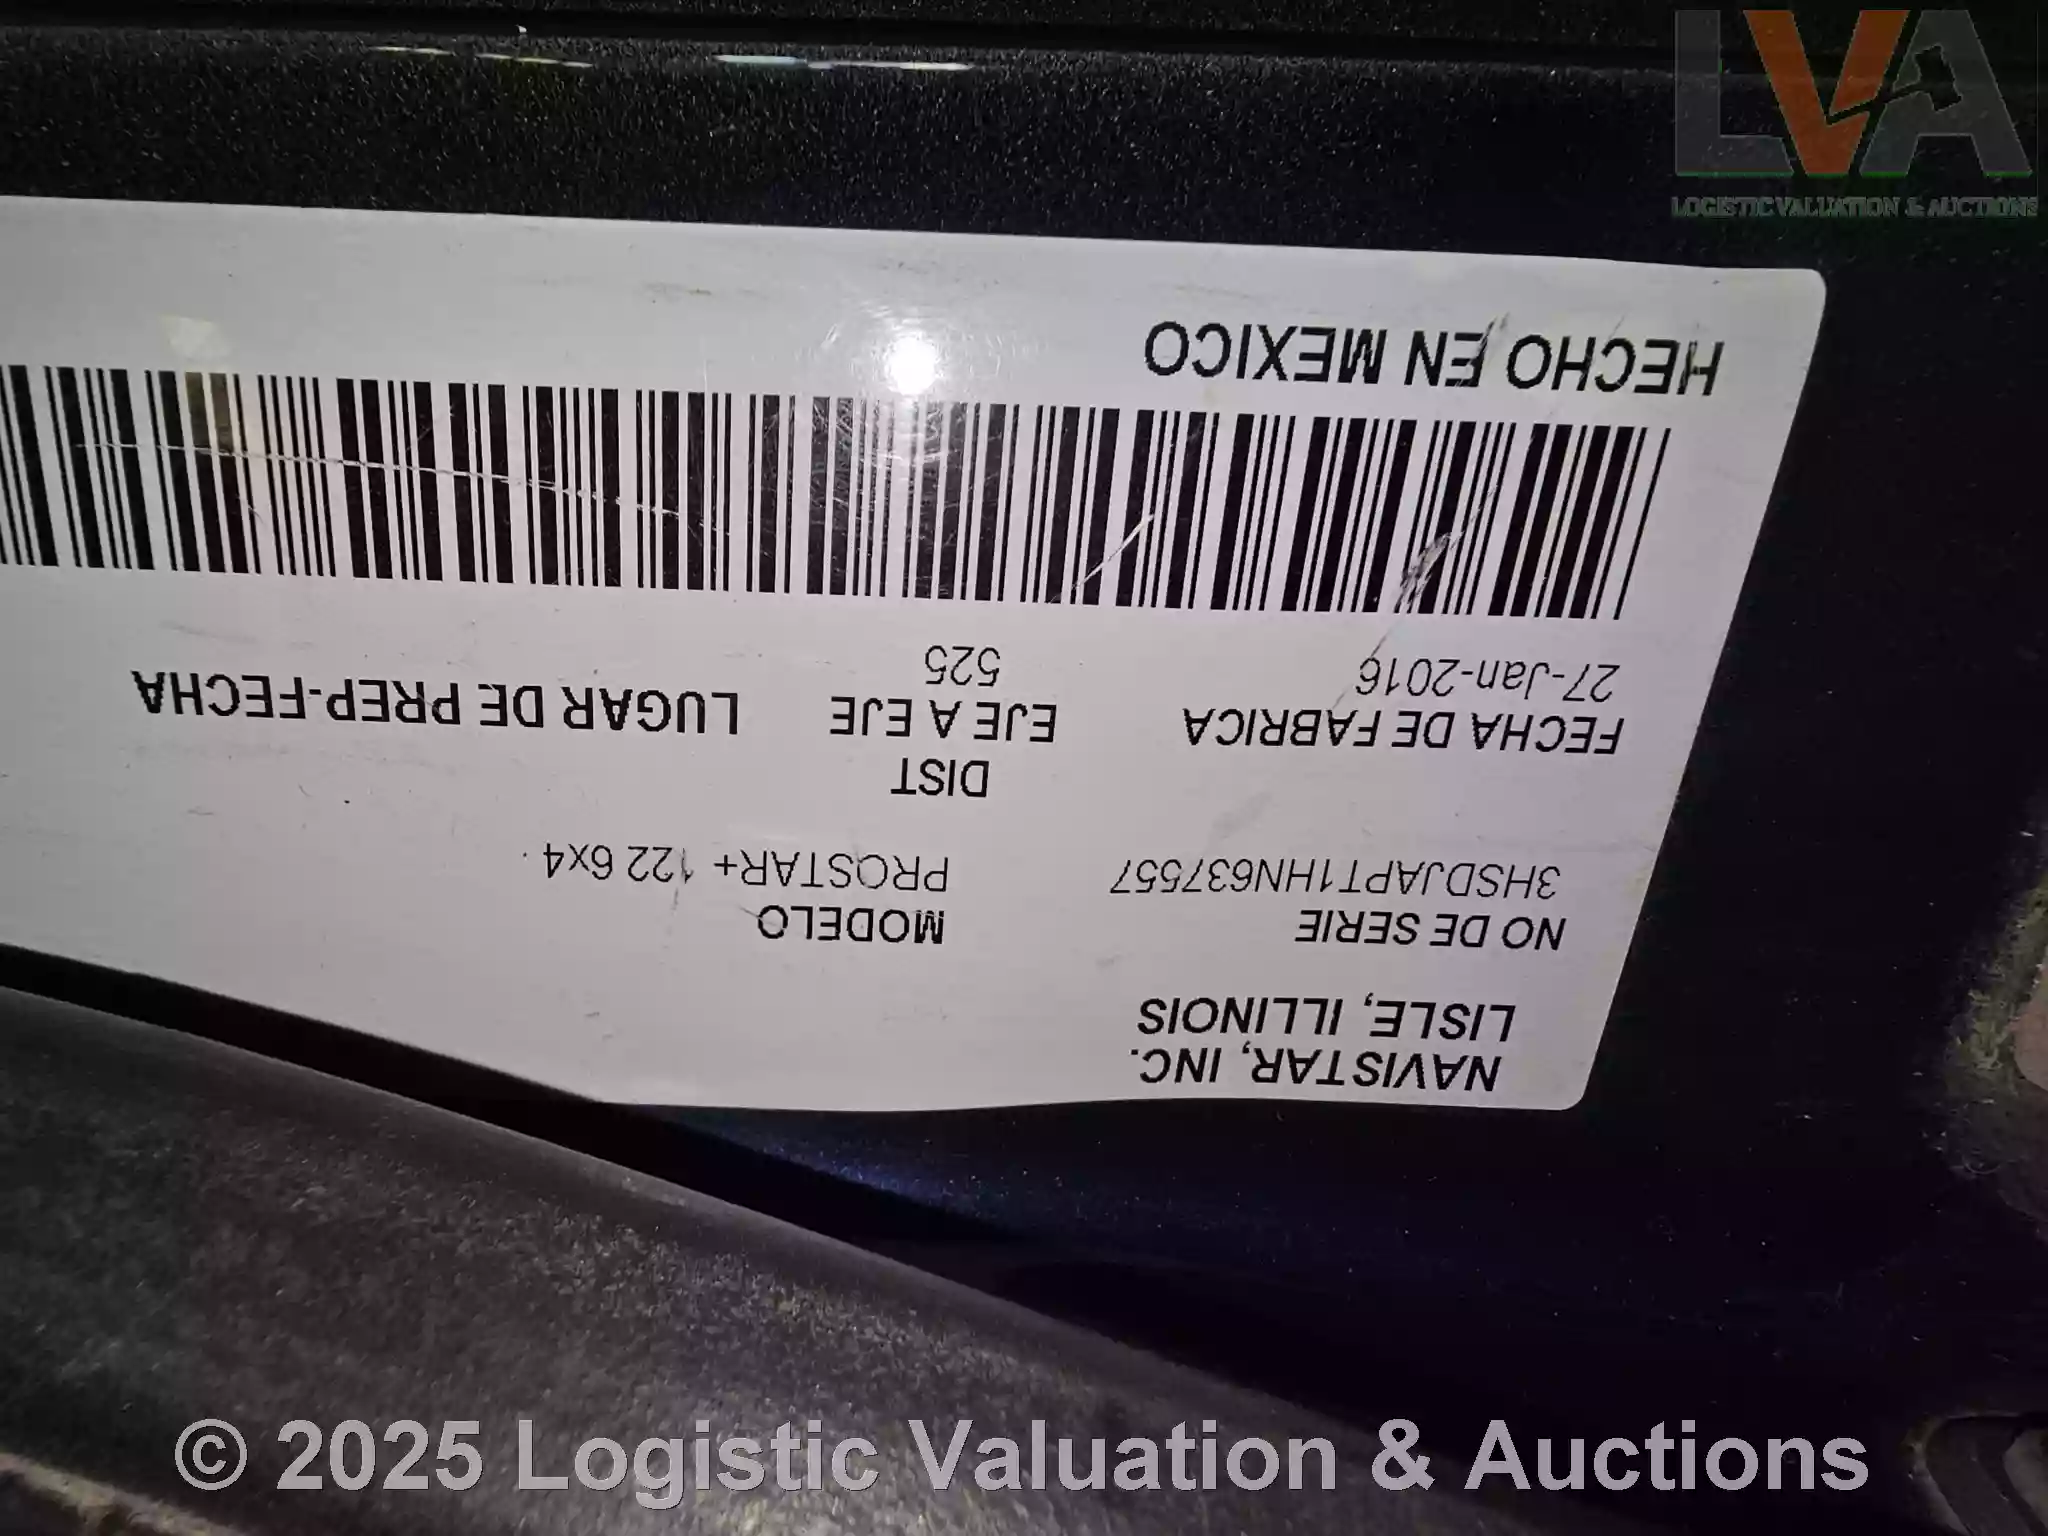 NAVISTAR, INC.
LISLE, ILLINOIS
NO DE SERIE MODELO
3HSDJAPT1HN637557 PROSTAR+ 122 6x4
DIST
FECHA DE FABRICA EJE A EJE LUGAR DE PREP-FECHA
27-Jan-2016 525
HECHO EN MEXICO
LVA
LOGISTIC VALUATION & AUCTIONS
© 2025 Logistic Valuation & Auctions